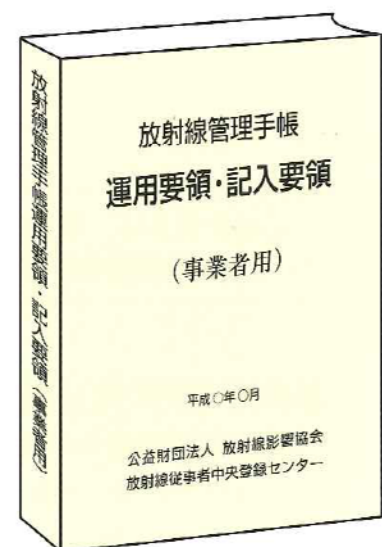 放射線管理手帳運用要領・記入要領(事業者用)
放射線管理手帳
運用要領・記入要領
(事業者用)
平成○年○月
公益財団法人 放射線影響協会
放射線従事者中央登録センター